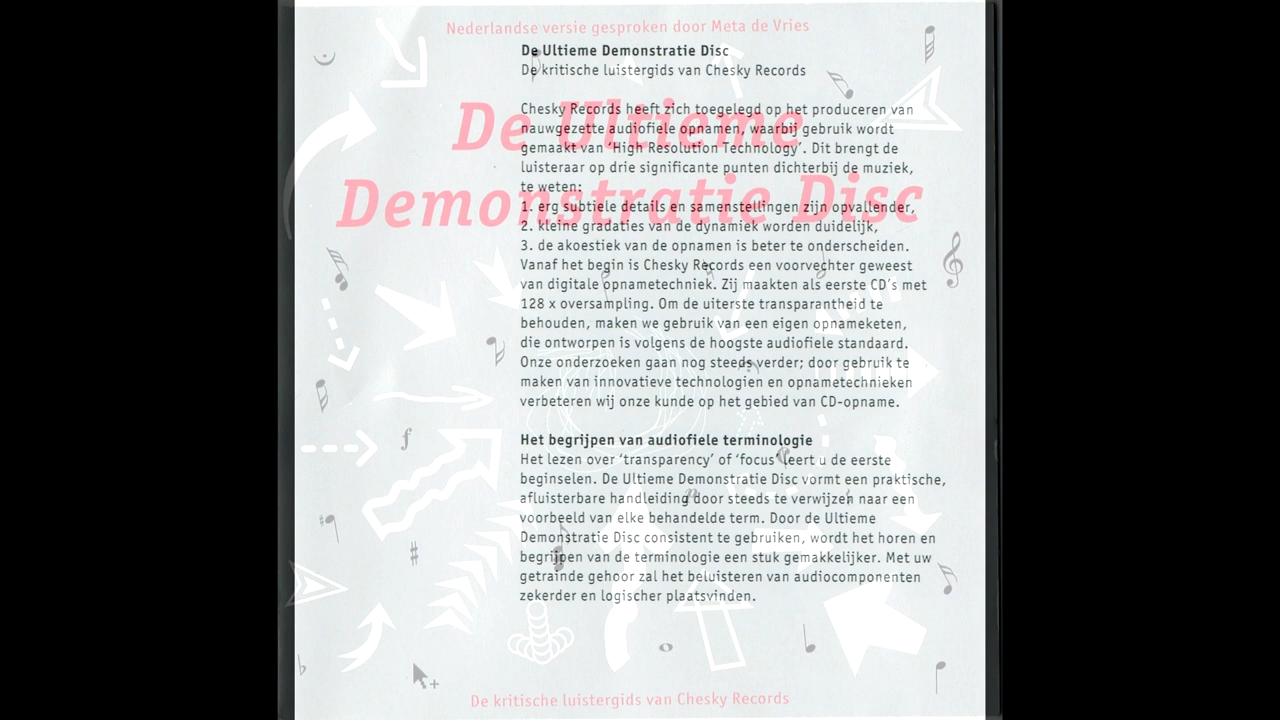 Nederlandse versie gesproken door Meta de Vries
De Ultieme Demonstratie Disc
De kritische luistergids van Chesky Records
De Ultieme
Demonstratie Disc
Chesky Records heeft zich toegelegd op het produceren van
nauwgezette audiofiele opnamen, waarbij gebruik wordt
gemaakt van ‘High Resolution Technology’. Dit brengt de
luisteraar op drie significante punten dichterbij de muziek,
te weten:
1. erg subtiele details en samenstellingen zijn opvallender,
2. kleine gradaties van de dynamiek worden duidelijk,
3. de akoestiek van de opnamen is beter te onderscheiden.
Vanaf het begin is Chesky Records een voorvechter geweest
van digitale opnametechniek. Zij maakten als eerste CD’s met
128 x oversampling. Om de uiterste transparantheid te
behouden, maken we gebruik van een eigen opnameketen,
die ontworpen is volgens de hoogste audiofiele standaard.
Onze onderzoeken gaan nog steeds verder; door gebruik te
maken van innovatieve technologien en opnametechnieken
verbeteren wij onze kunde op het gebied van CD-opname.
Het begrijpen van audiofiele terminologie
Het lezen over ‘transparency’ of ‘focus’ leert u de eerste
beginselen. De Ultieme Demonstratie Disc vormt een praktische,
afluisterbare handleiding door steeds te verwijzen naar een
voorbeeld van elke behandelde term. Door de Ultieme
Demonstratie Disc consistent te gebruiken, wordt het horen en
begrijpen van de terminologie een stuk gemakkelijker. Met uw
getrainde gehoor zal het beluisteren van audiocomponenten
zekerder en logischer plaatsvinden.
De kritische luistergids van Chesky Records